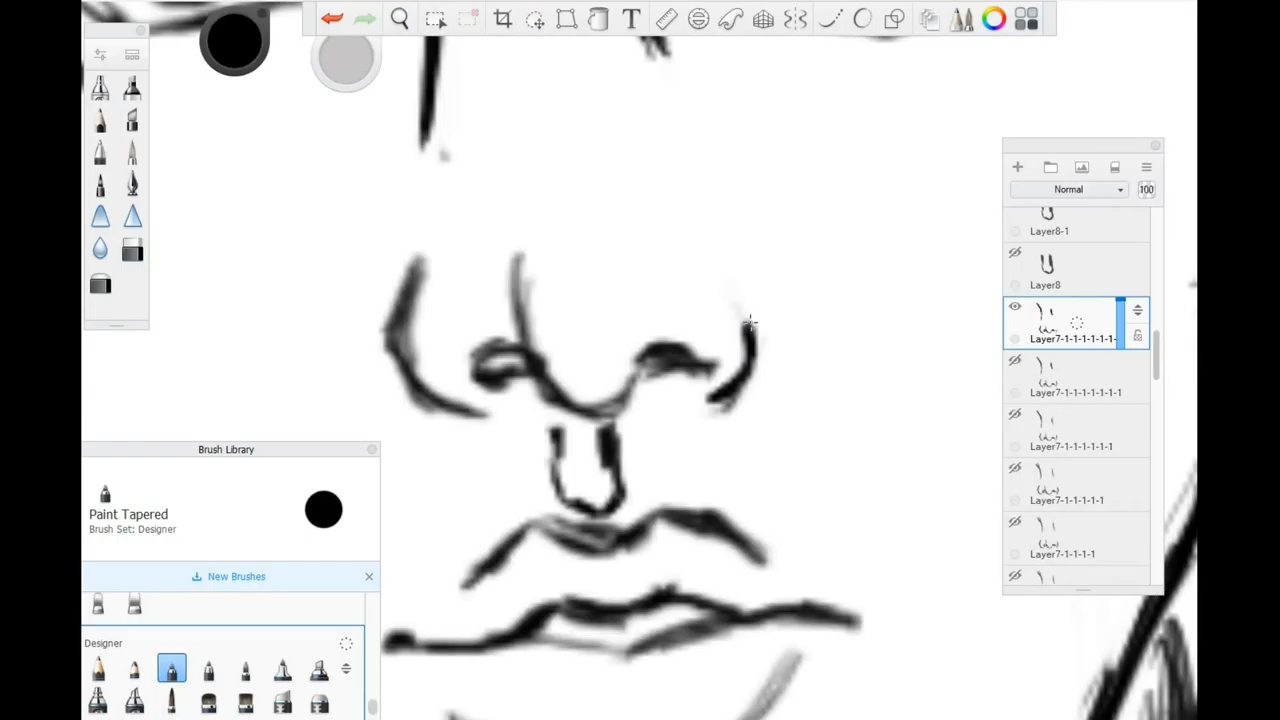 T
Normal
100
Layer8-1
Layer8
Layer7-1-1-1-1-1-1-
Layer7-1-1-1-1-1-1
Layer7-1-1-1-1-1
Layer7-1-1-1-1
Layer7-1-1-1-1
Brush Library
Paint Tapered
Brush Set: Designer
New Brushes
Designer